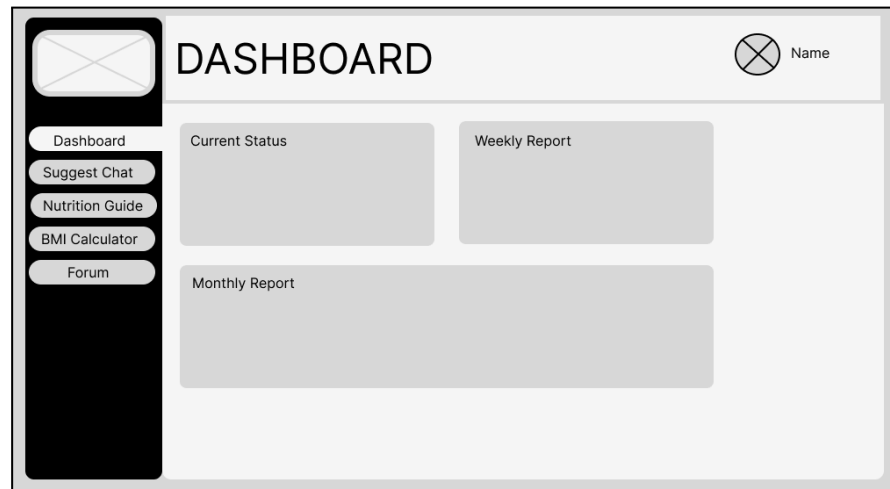 DASHBOARD
Name
Dashboard
Suggest Chat
Nutrition Guide
BMI Calculator
Forum
Current Status
Weekly Report
Monthly Report